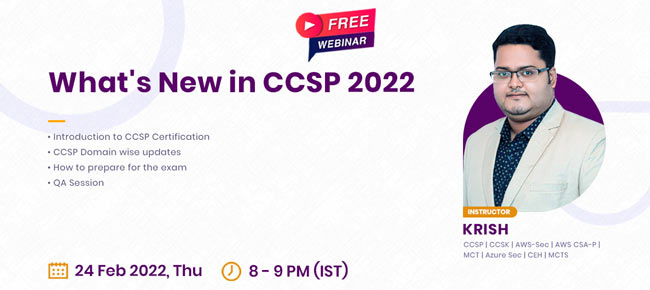 FREE
WEBINAR
What's New in CCSP 2022
• Introduction to CCSP Certification
• CCSP Domain wise updates
• How to prepare for the exam
• QA Session
24 Feb 2022, Thu
8 - 9 PM (IST)
INSTRUCTOR
KRISH
CCSP | CCSK | AWS-Sec | AWS CSA-P |
MCT | Azure Sec | CEH | MCTS